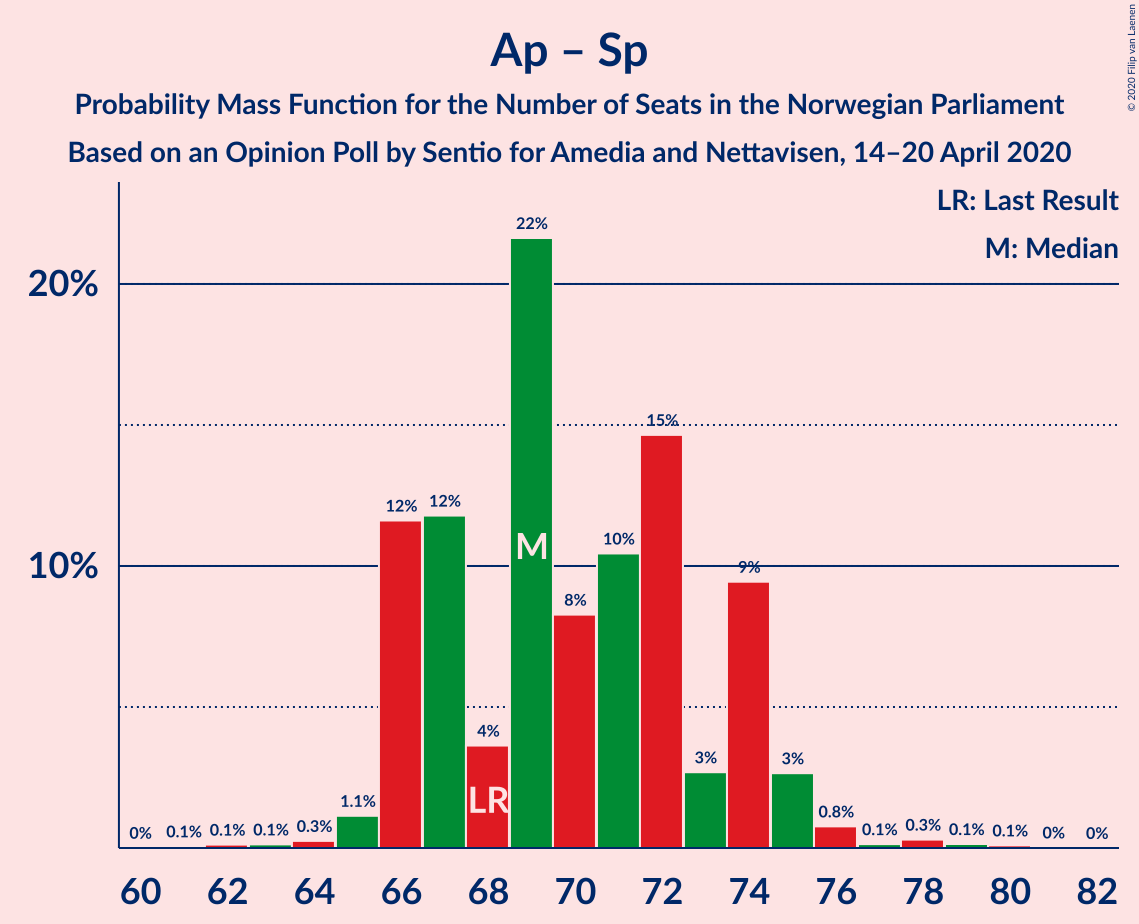 Ap – Sp
Probability Mass Function for the Number of Seats in the Norwegian Parliament
Based on an Opinion Poll by Sentio for Amedia and Nettavisen, 14–20 April 2020
© 2020 Filip van Laenen
LR: Last Result
M: Median
20%
10%
0% 0.1% 0.1% 0.1% 0.3% 1.1% 12% 12% 4% 22% 8% 10% 15% 3% 9% 3% 0.8% 0.1% 0.3% 0.1% 0.1% 0% 0%
M
LR
60 62 64 66 68 70 72 74 76 78 80 82